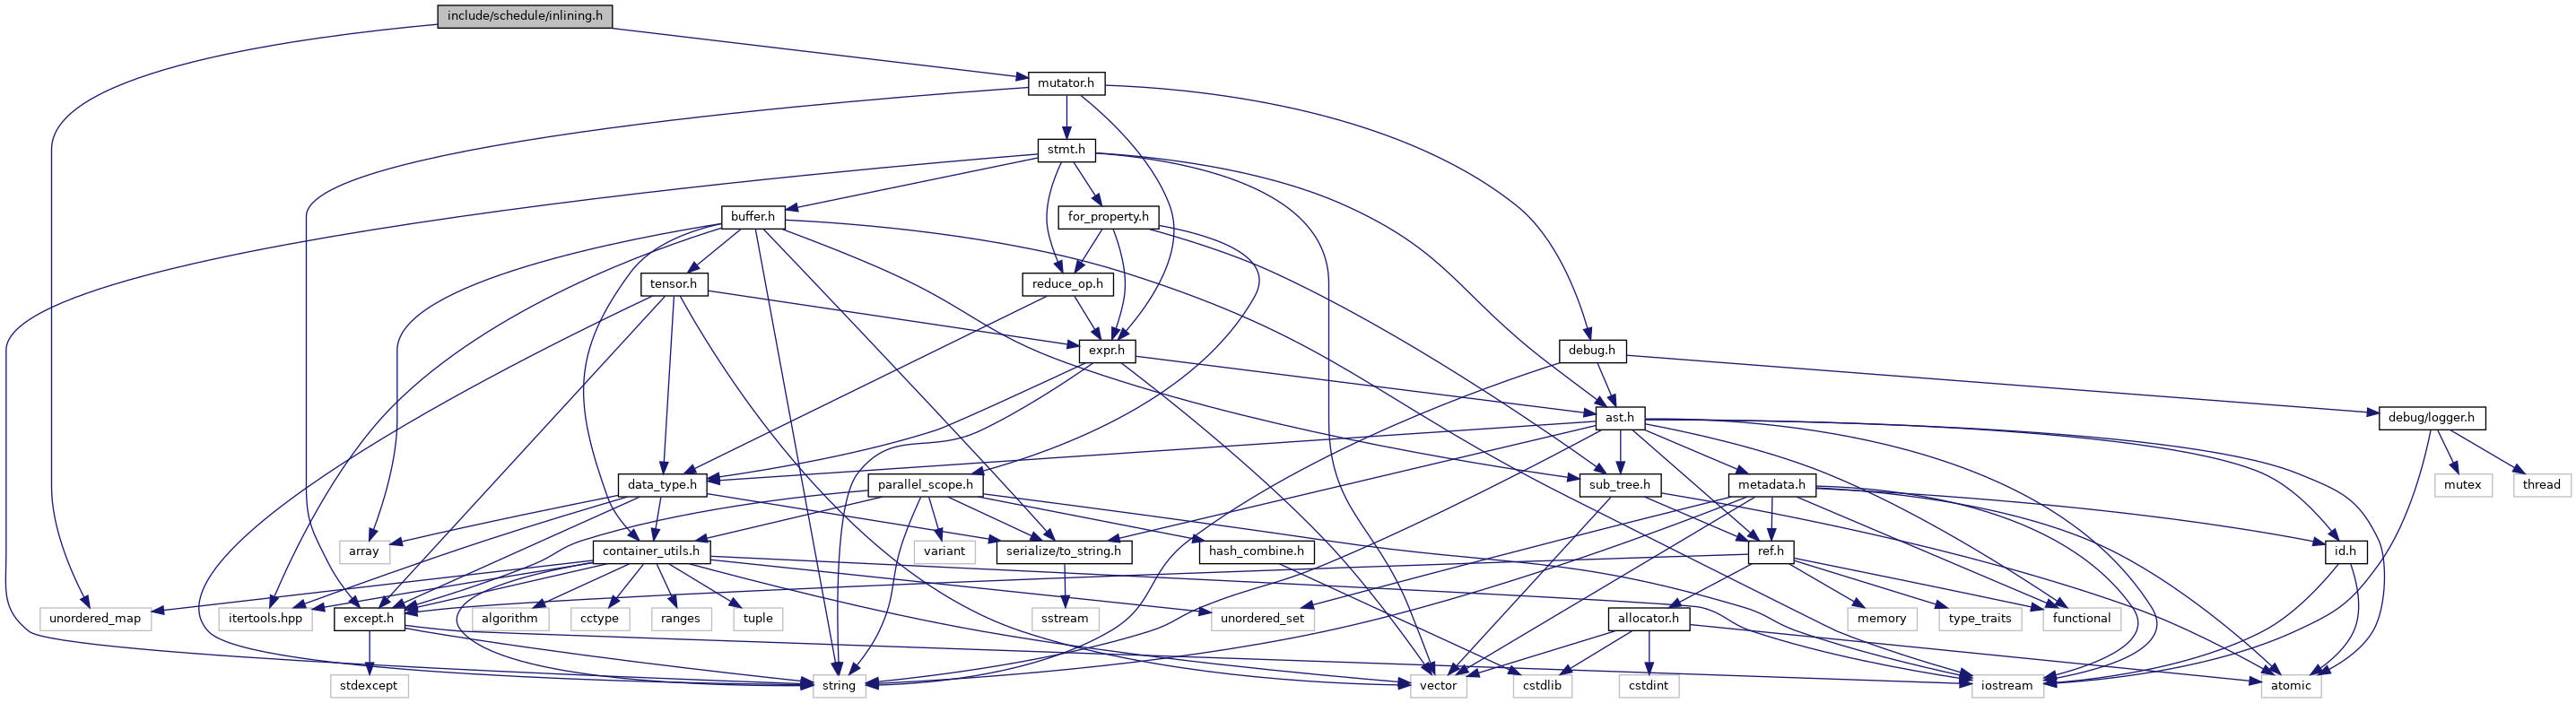 include/schedule/inlining.h
mutator.h
stmt.h
buffer.h
for_property.h
tensor.h
reduce_op.h
expr.h
debug.h
ast.h
debug/logger.h
data_type.h
parallel_scope.h
sub_tree.h
metadata.h
mutex
thread
array
container_utils.h
variant
serialize/to_string.h
hash_combine.h
ref.h
id.h
unordered_map
itertools.hpp
except.h
algorithm
cctype
ranges
tuple
unordered_set
sstream
allocator.h
memory
type_traits
functional
stdexcept
string
vector
cstdlib
cstdint
iostream
atomic